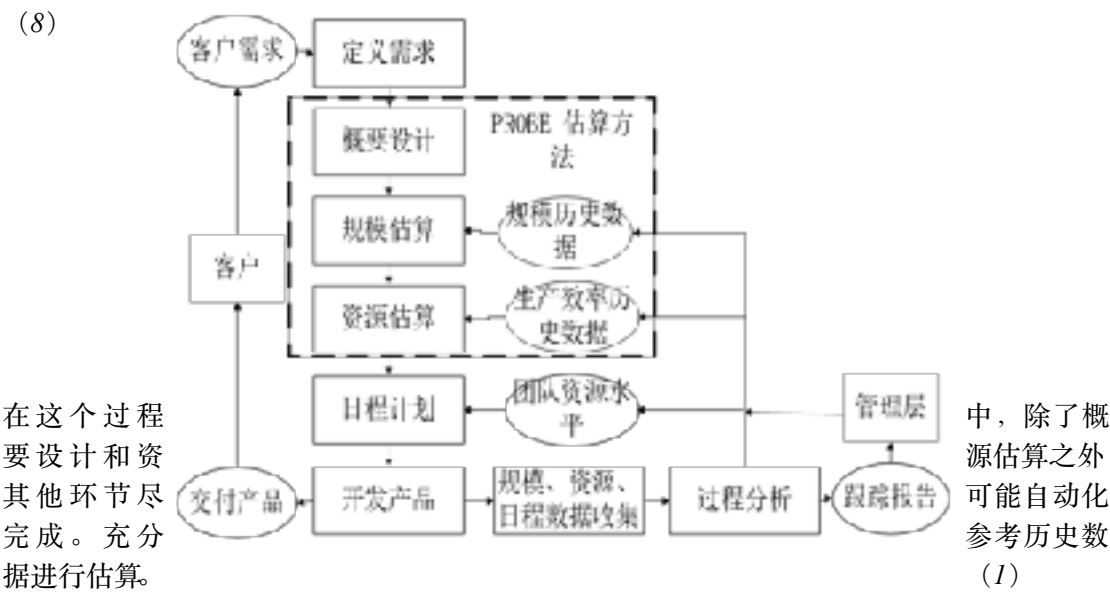 (8)
客户需求
定义需求
概要设计
PROBE 估算方
法
规模估算
规模历史数
据
客户
资源估算
生产效率历
史数据
日程计划
团队资源水
平
管理层
交付产品
开发产品
规模、资源、
日程数据收集
过程分析
跟踪报告
在这个过程中，除了概
要设计和资源估算之外
其他环节尽可能自动化
完成。充分参考历史数
据进行估算。(1)